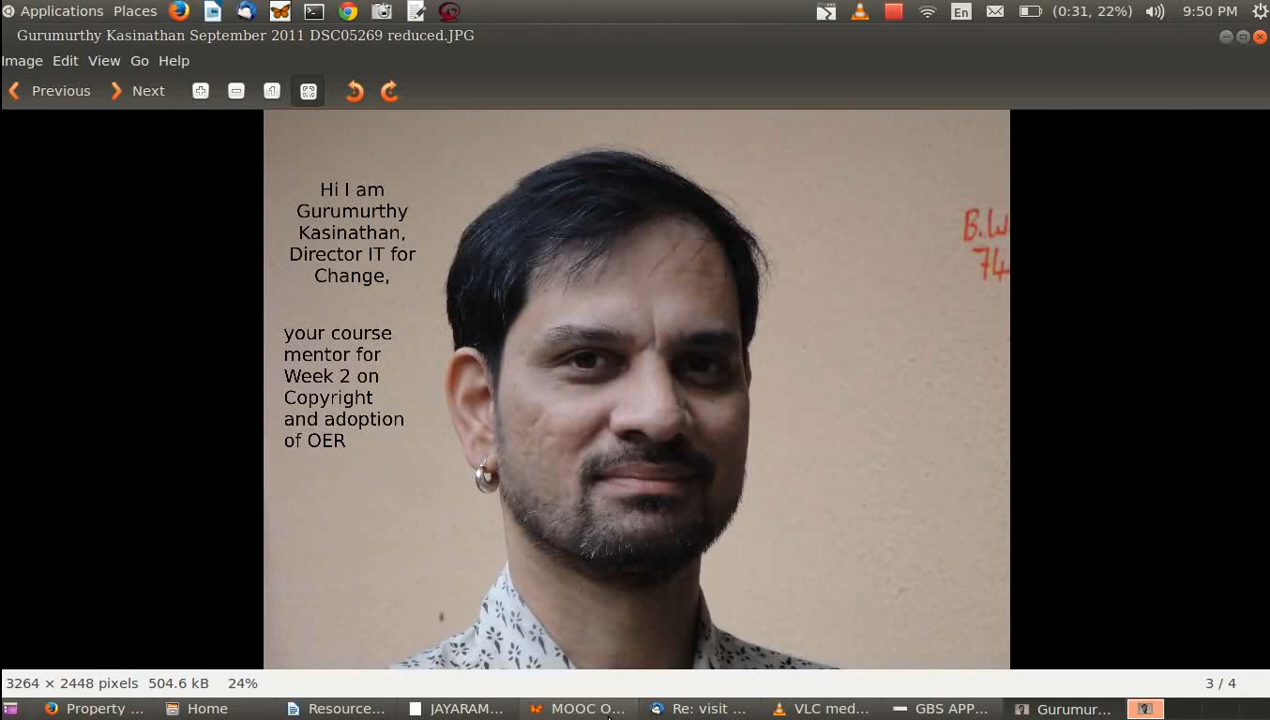 Applications Places En (0:31, 22%) 9:50 PM
Gurumurthy Kasinathan September 2011 DSC05269 reduced.JPG
Image Edit View Go Help
Previous Next
Hi I am
Gurumurthy
Kasinathan,
Director IT for
Change,
your course
mentor for
Week 2 on
Copyright
and adoption
of OER
B.W
74
3264 × 2448 pixels 504.6 kB 24% 3 / 4
Property ... Home Resource... JAYARAM... MOOC O... Re: visit ... VLC med... GBS APP... Gurumur...